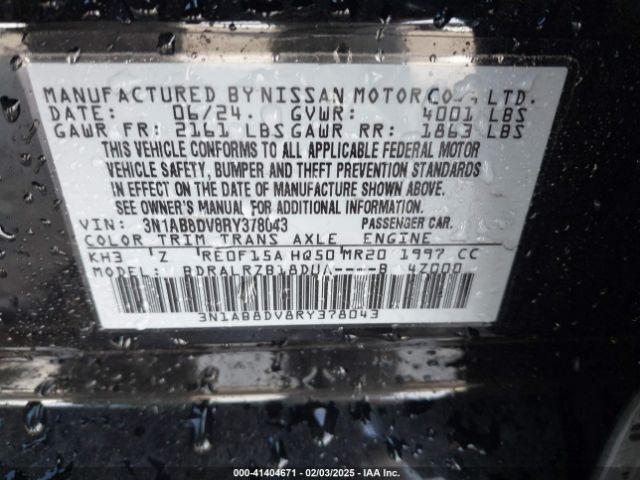 MANUFACTURED BY NISSAN MOTOR CO., LTD.
DATE: 06/24. GVWR: 4001 LBS
GAWR FR: 2161 LBS GAWR RR: 1863 LBS
THIS VEHICLE CONFORMS TO ALL APPLICABLE FEDERAL MOTOR
VEHICLE SAFETY, BUMPER AND THEFT PREVENTION STANDARDS
IN EFFECT ON THE DATE OF MANUFACTURE SHOWN ABOVE.
SEE OWNER'S MANUAL FOR ADDITIONAL INFORMATION.
VIN: 3N1AB8DV8RY378043 PASSENGER CAR.
COLOR TRIM TRANS AXLE ENGINE
KH3 Z RE0F15A HQ50 MR20 1997 CC
MODEL: BDRALRZB18DUA----B 4Z000
3N1AB8DV8RY378043
000-41404671 - 02/03/2025 - IAA Inc.